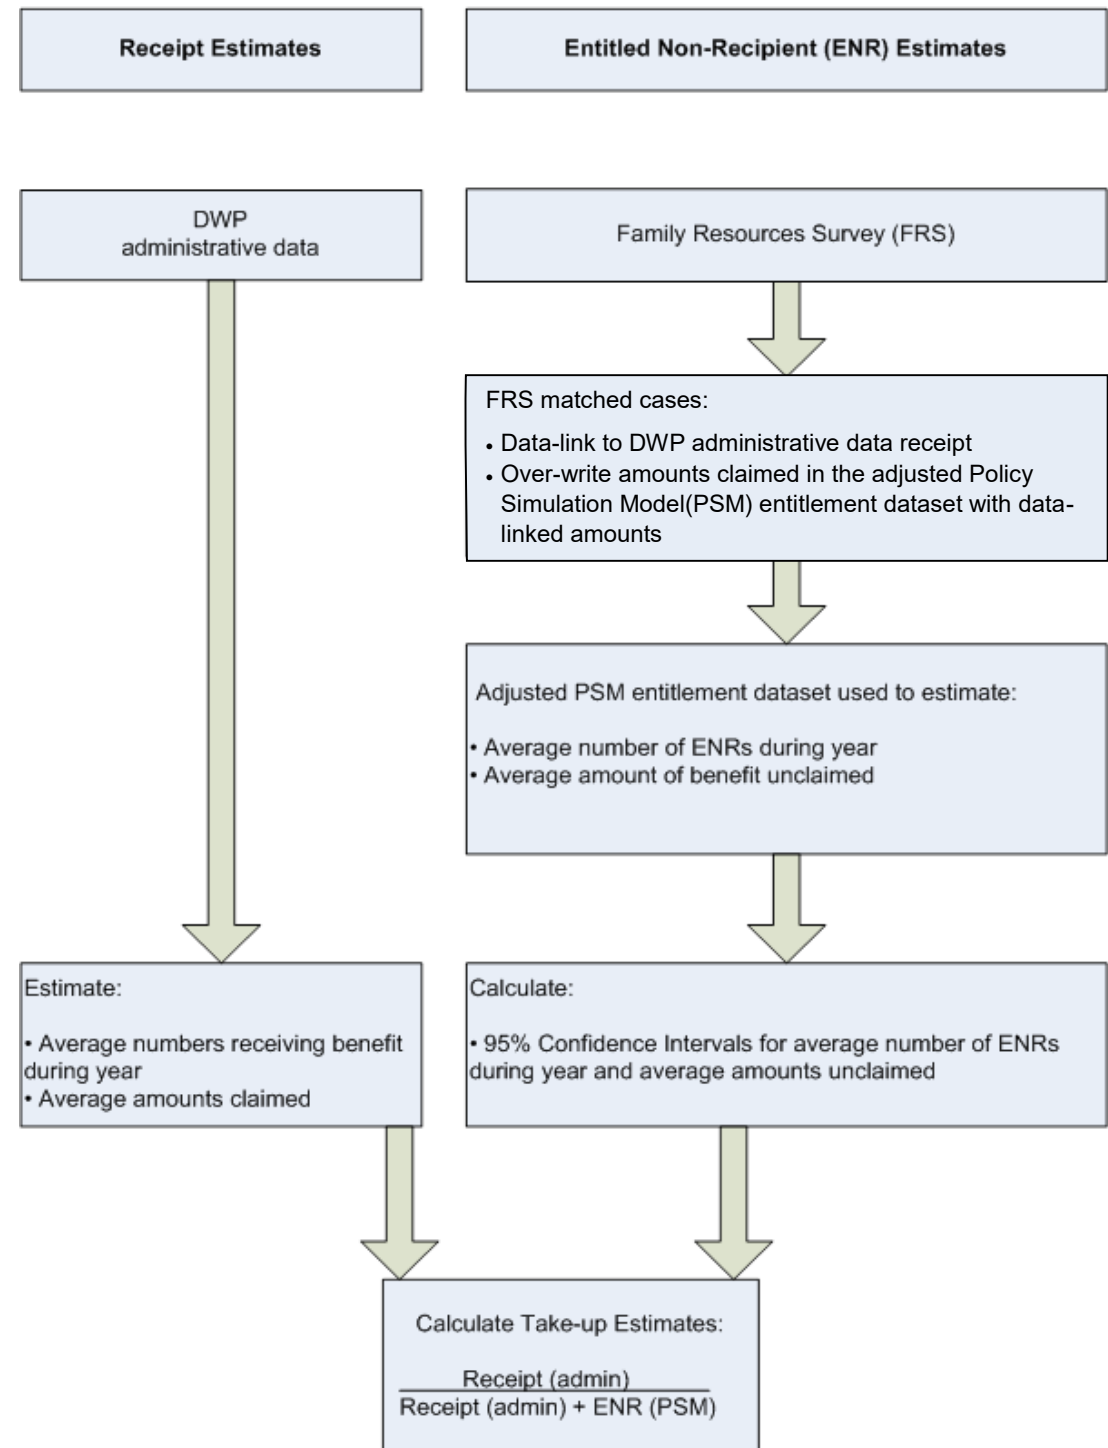 Receipt Estimates
Entitled Non-Recipient (ENR) Estimates
DWP
administrative data
Family Resources Survey (FRS)
FRS matched cases:
• Data-link to DWP administrative data receipt
• Over-write amounts claimed in the adjusted Policy
Simulation Model(PSM) entitlement dataset with data-
linked amounts
Adjusted PSM entitlement dataset used to estimate:
• Average number of ENRs during year
• Average amount of benefit unclaimed
Estimate:
• Average numbers receiving benefit
during year
• Average amounts claimed
Calculate:
• 95% Confidence Intervals for average number of ENRs
during year and average amounts unclaimed
Calculate Take-up Estimates:
Receipt (admin)
Receipt (admin) + ENR (PSM)